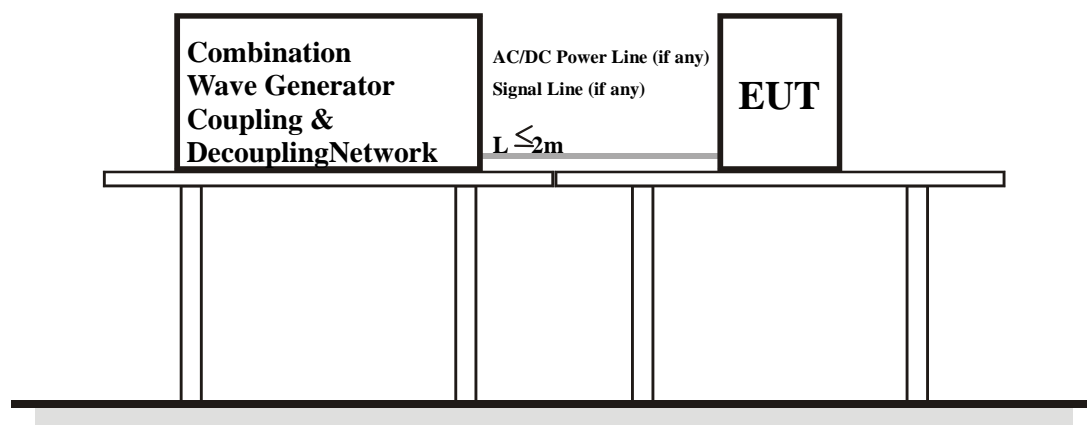 Combination
Wave Generator
Coupling &
DecouplingNetwork
AC/DC Power Line (if any)
Signal Line (if any)
L ≤2m
EUT